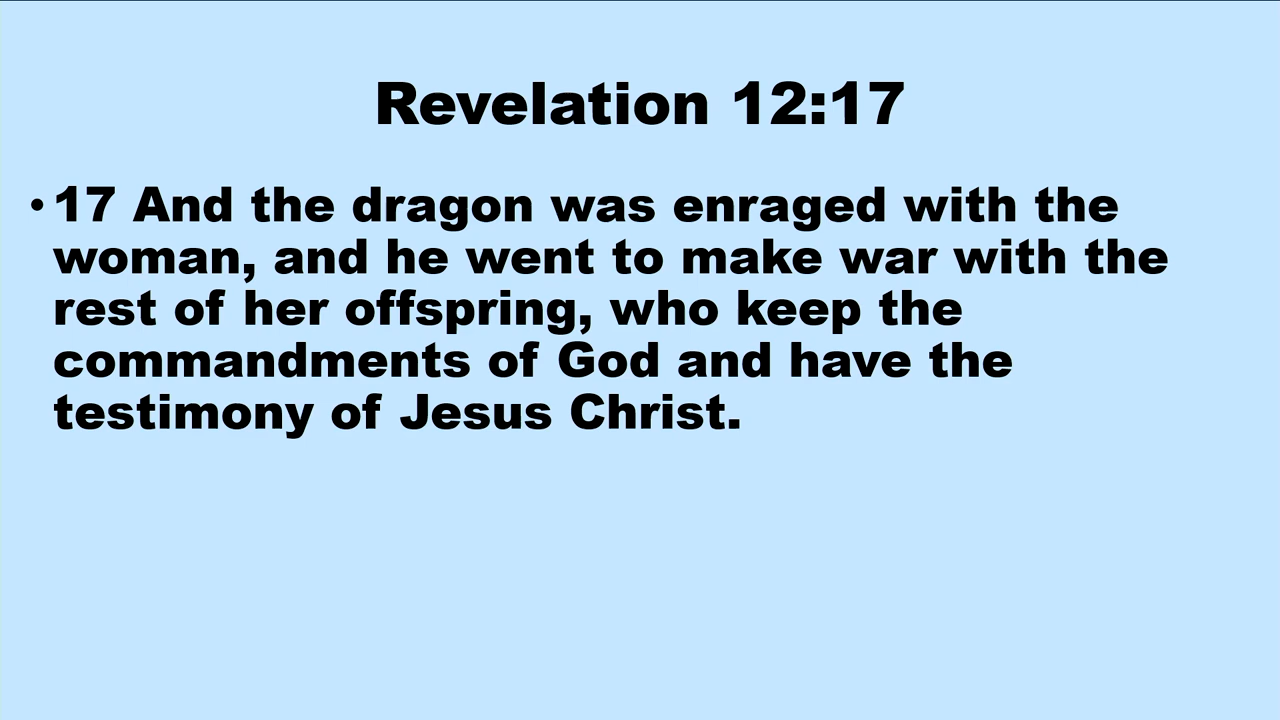 Revelation 12:17
• 17 And the dragon was enraged with the
woman, and he went to make war with the
rest of her offspring, who keep the
commandments of God and have the
testimony of Jesus Christ.